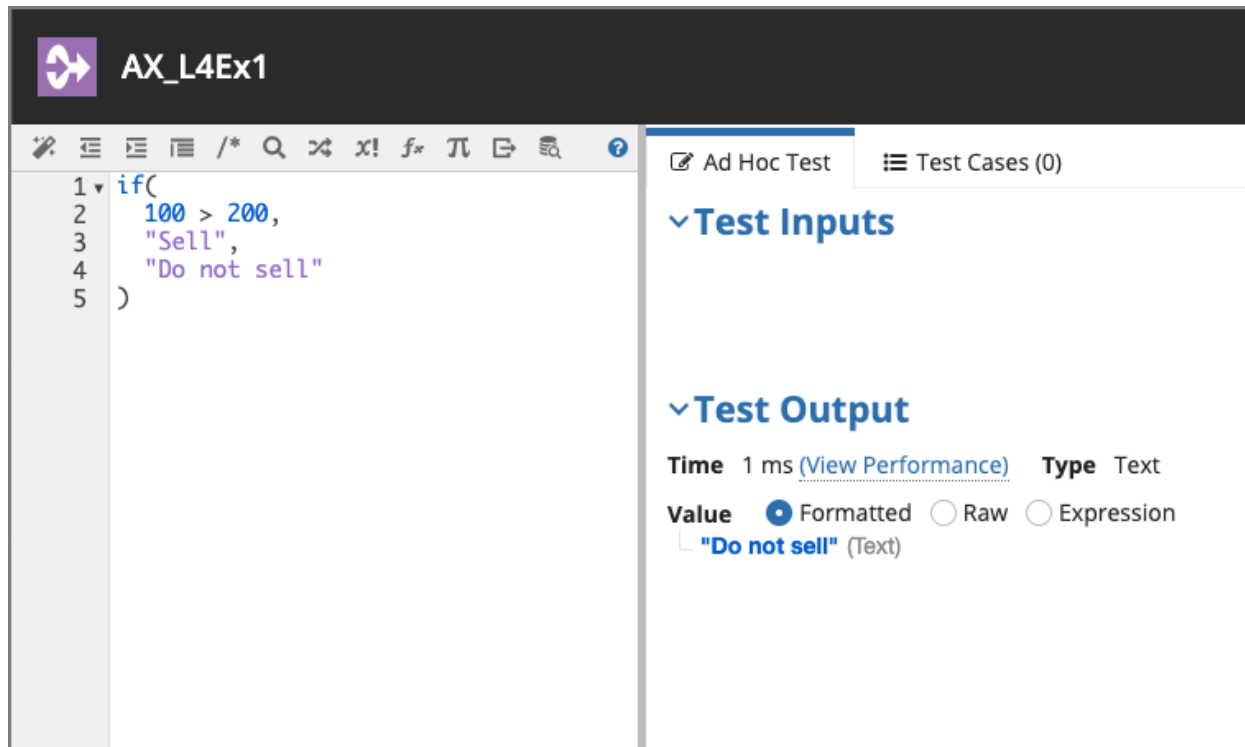 AX_L4Ex1
/* x! fx π
1 if(
2 100 > 200,
3 "Sell",
4 "Do not sell"
5 )
Ad Hoc Test
Test Cases (0)
Test Inputs
Test Output
Time 1 ms (View Performance) Type Text
Value Formatted Raw Expression
"Do not sell" (Text)